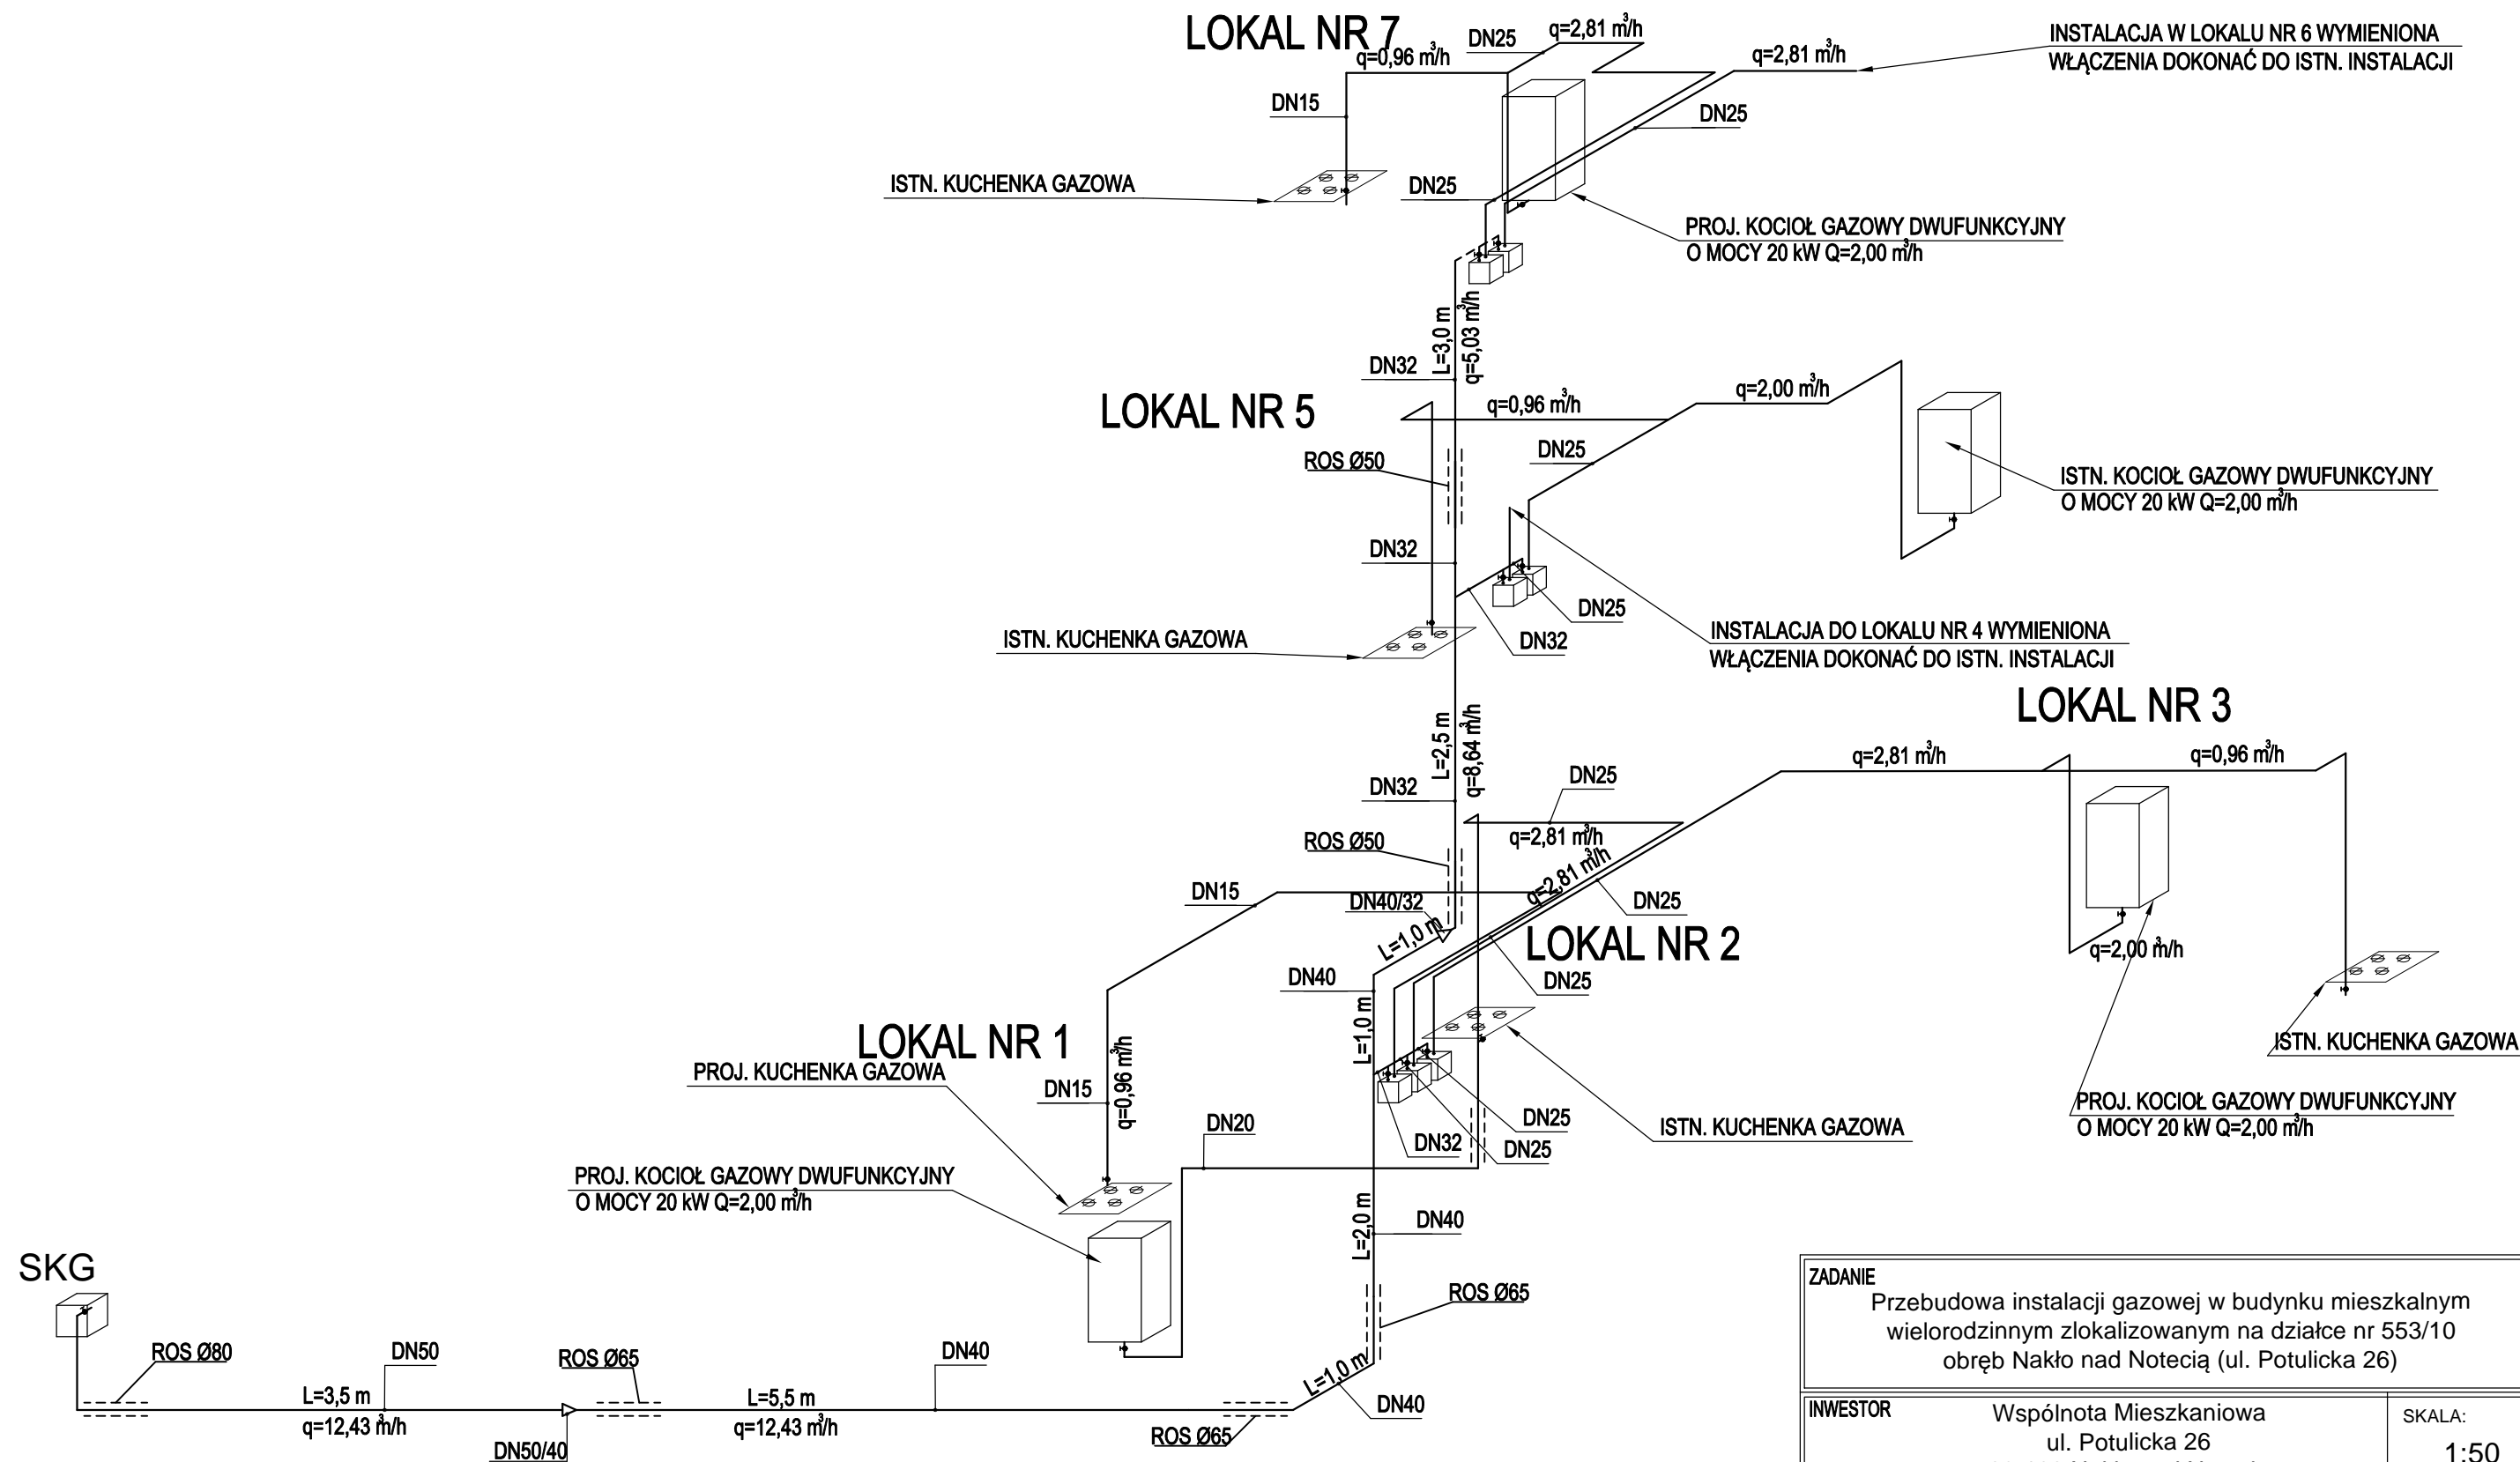 LOKAL NR 7
q=0,96 m³/h
DN25
q=2,81 m³/h
q=2,81 m³/h
INSTALACJA W LOKALU NR 6 WYMIENIONA
WŁĄCZENIA DOKONAĆ DO ISTN. INSTALACJI
DN15
DN25
ISTN. KUCHENKA GAZOWA
DN25
PROJ. KOCIOŁ GAZOWY DWUFUNKCYJNY
O MOCY 20 kW Q=2,00 m³/h
L=3,0 m
q=5,03 m³/h
DN32
LOKAL NR 5
q=0,96 m³/h
q=2,00 m³/h
ROS Ø50
DN25
ISTN. KOCIOŁ GAZOWY DWUFUNKCYJNY
O MOCY 20 kW Q=2,00 m³/h
DN32
DN25
DN32
ISTN. KUCHENKA GAZOWA
INSTALACJA DO LOKALU NR 4 WYMIENIONA
WŁĄCZENIA DOKONAĆ DO ISTN. INSTALACJI
LOKAL NR 3
L=2,5 m
q=8,64 m³/h
q=2,81 m³/h
q=0,96 m³/h
DN32
DN25
ROS Ø50
q=2,81 m³/h
q=2,81 m³/h
DN15
DN40/32
DN25
L=1,0 m
LOKAL NR 2
q=2,00 m³/h
DN40
DN25
L=1,0 m
LOKAL NR 1
PROJ. KUCHENKA GAZOWA
DN15
q=0,96 m³/h
ISTN. KUCHENKA GAZOWA
PROJ. KOCIOŁ GAZOWY DWUFUNKCYJNY
O MOCY 20 kW Q=2,00 m³/h
DN20
DN32
DN25
DN25
ISTN. KUCHENKA GAZOWA
PROJ. KOCIOŁ GAZOWY DWUFUNKCYJNY
O MOCY 20 kW Q=2,00 m³/h
L=2,0 m
DN40
SKG
ROS Ø65
ROS Ø80
DN50
ROS Ø65
DN40
L=3,5 m
q=12,43 m³/h
L=5,5 m
q=12,43 m³/h
L=1,0 m
DN40
DN50/40
ROS Ø65
ZADANIE
Przebudowa instalacji gazowej w budynku mieszkalnym
wielorodzinnym zlokalizowanym na działce nr 553/10
obręb Nakło nad Notecią (ul. Potulicka 26)
INWESTOR
Wspólnota Mieszkaniowa
ul. Potulicka 26
SKALA:
1:50